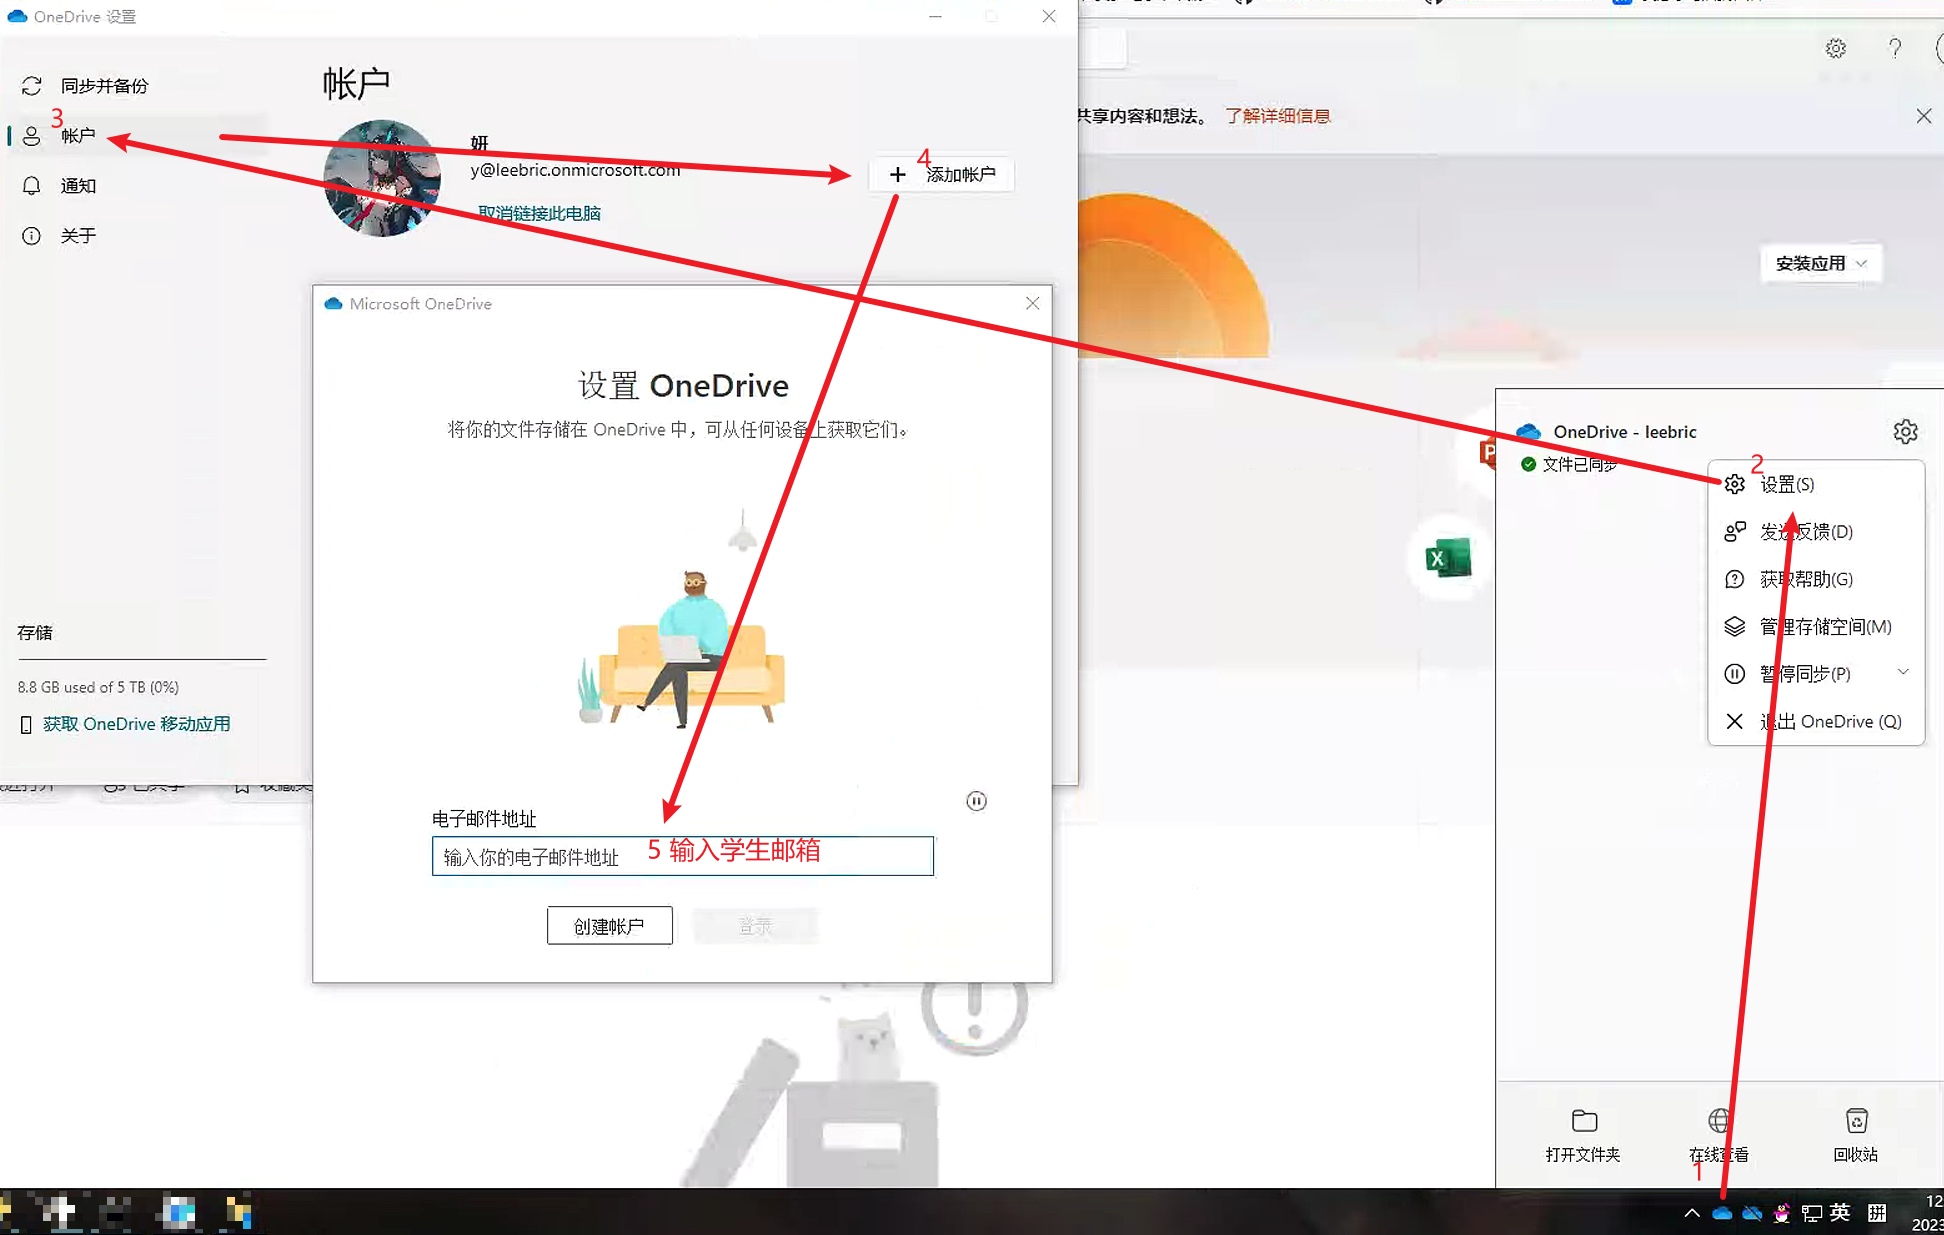 OneDrive 设置
同步并备份
3
帐户
通知
关于
存储
8.8 GB used of 5 TB (0%)
获取 OneDrive 移动应用
帐户
妍
y@leebric.onmicrosoft.com
取消链接此电脑
4
添加帐户
Microsoft OneDrive
设置 OneDrive
将你的文件存储在 OneDrive 中，可从任何设备上获取它们。
电子邮件地址
输入你的电子邮件地址
5 输入学生邮箱
创建帐户
登录
共享内容和想法。 了解详细信息
安装应用
OneDrive - leebric
文件已同步
2
设置(S)
发送反馈(D)
获取帮助(G)
管理存储空间(M)
暂停同步(P)
退出 OneDrive (Q)
打开文件夹
在线查看
回收站
1
英
拼
12
2023